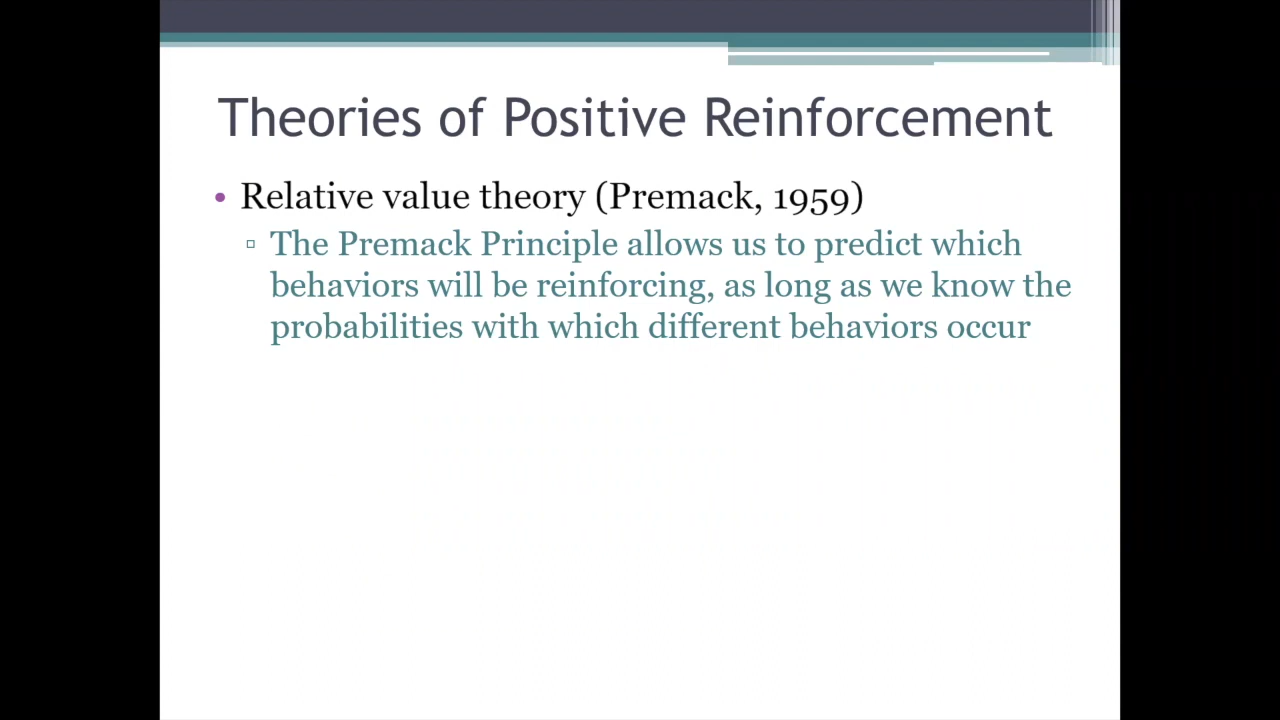 Theories of Positive Reinforcement
• Relative value theory (Premack, 1959)
▫ The Premack Principle allows us to predict which
behaviors will be reinforcing, as long as we know the
probabilities with which different behaviors occur